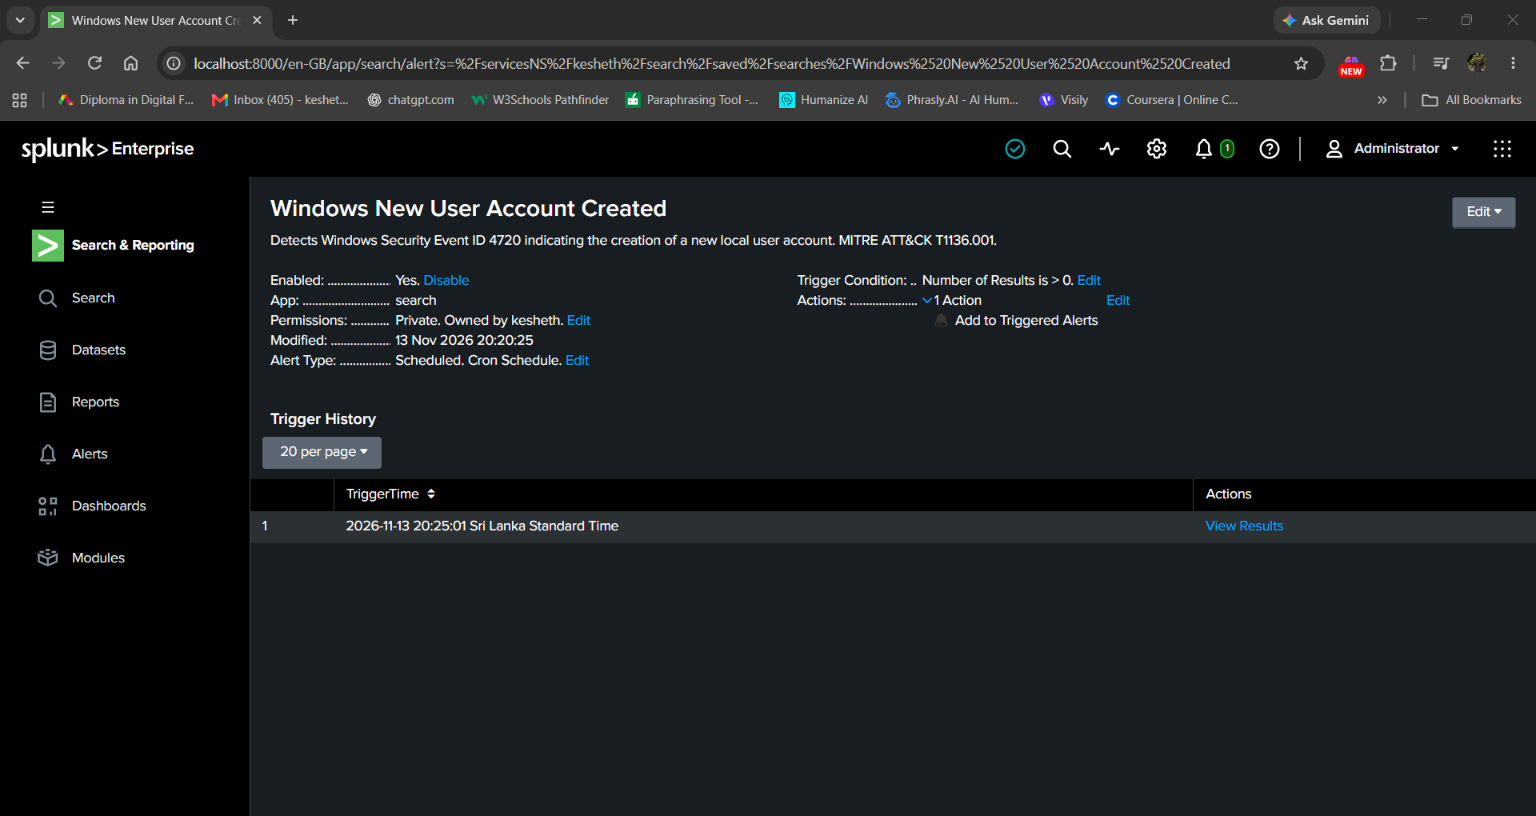 Windows New User Account Cre
Ask Gemini
localhost:8000/en-GB/app/search/alert?s=%2FservicesNS%2Fkesheth%2Fsearch%2Fsaved%2Fsearches%2FWindows%2520New%2520User%2520Account%2520Created
NEW
Diploma in Digital F... Inbox (405) - keshet... chatgpt.com W3Schools Pathfinder Paraphrasing Tool -... Humanize AI Phrasly.AI - AI Hum... Visily Coursera | Online C... » All Bookmarks
splunk> Enterprise
1
Administrator
Search & Reporting
Search
Datasets
Reports
Alerts
Dashboards
Modules
Windows New User Account Created
Edit
Detects Windows Security Event ID 4720 indicating the creation of a new local user account. MITRE ATT&CK T1136.001.
Enabled: .................... Yes. Disable
App: ............................ search
Permissions: ............ Private. Owned by kesheth. Edit
Modified: .................... 13 Nov 2026 20:20:25
Alert Type: ................ Scheduled. Cron Schedule. Edit
Trigger Condition: .. Number of Results is > 0. Edit
Actions: ..................... 1 Action Edit
Add to Triggered Alerts
Trigger History
20 per page
TriggerTime Actions
1 2026-11-13 20:25:01 Sri Lanka Standard Time View Results